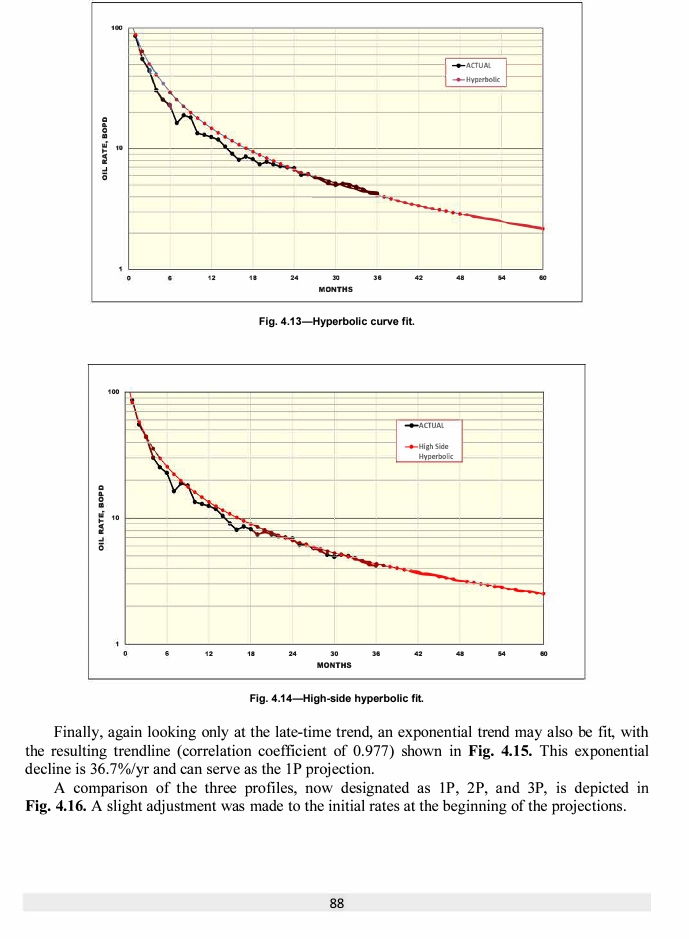 100
10
1
OIL RATE, BOPD
ACTUAL
Hyperbolic
0 6 12 18 24 30 36 42 48 54 60
MONTHS
Fig. 4.13—Hyperbolic curve fit.
100
10
1
OIL RATE, BOPD
ACTUAL
High Side
Hyperbolic
0 6 12 18 24 30 36 42 48 54 60
MONTHS
Fig. 4.14—High-side hyperbolic fit.
Finally, again looking only at the late-time trend, an exponential trend may also be fit, with
the resulting trendline (correlation coefficient of 0.977) shown in Fig. 4.15. This exponential
decline is 36.7%/yr and can serve as the 1P projection.
A comparison of the three profiles, now designated as 1P, 2P, and 3P, is depicted in
Fig. 4.16. A slight adjustment was made to the initial rates at the beginning of the projections.
88